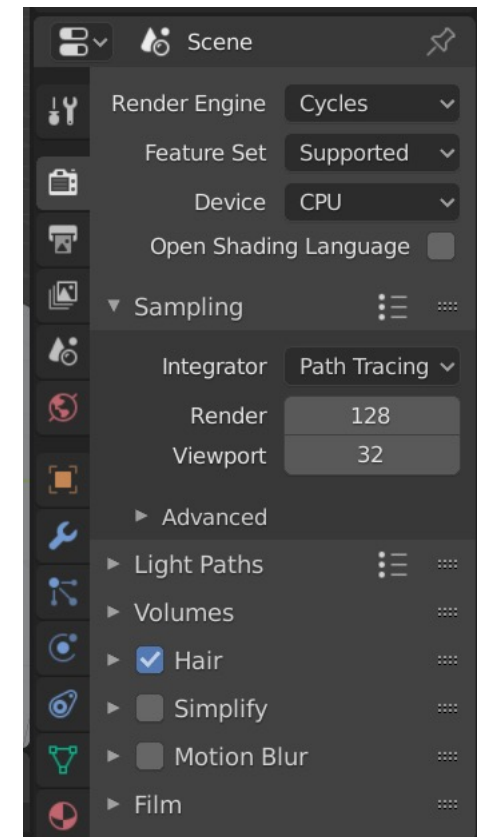 Scene
Render Engine Cycles
Feature Set Supported
Device CPU
Open Shading Language
Sampling
Integrator Path Tracing
Render 128
Viewport 32
Advanced
Light Paths
Volumes
Hair
Simplify
Motion Blur
Film